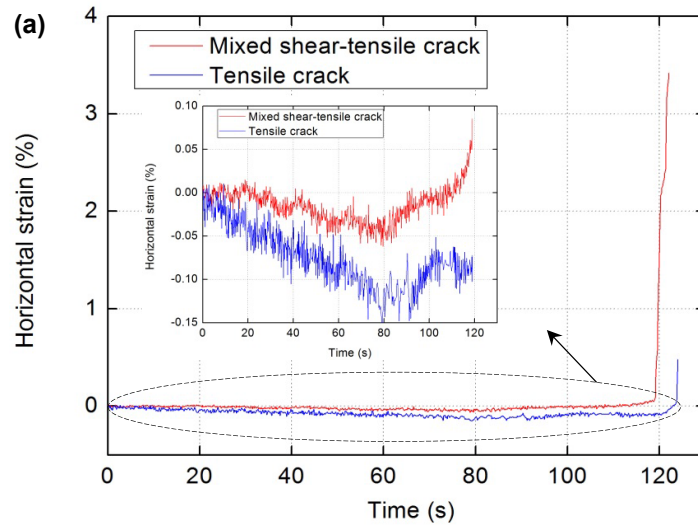 (a)
4
3
2
1
0
Horizontal strain (%)
Mixed shear-tensile crack
Tensile crack
0.10
0.05
0.00
-0.05
-0.10
-0.15
Horizontal strain (%)
Mixed shear-tensile crack
Tensile crack
0 20 40 60 80 100 120
Time (s)
0 20 40 60 80 100 120
Time (s)